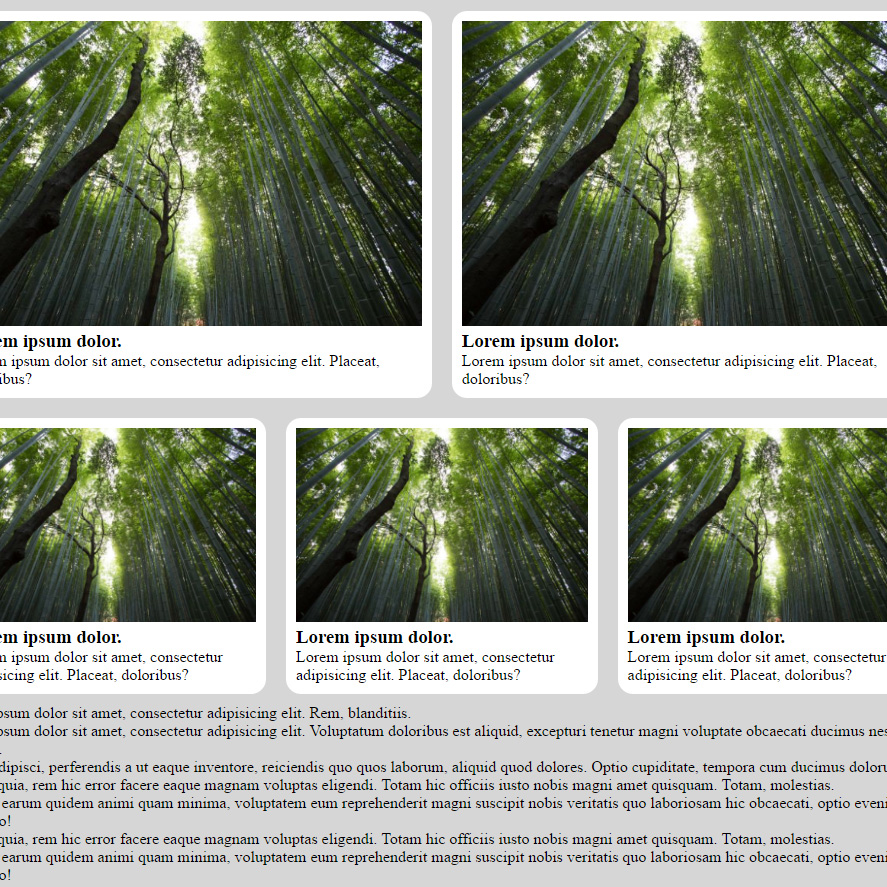 em ipsum dolor.
Lorem ipsum dolor.
m ipsum dolor sit amet, consectetur adipisicing elit. Placeat,
ibus?
Lorem ipsum dolor sit amet, consectetur adipisicing elit. Placeat,
doloribus?
em ipsum dolor.
Lorem ipsum dolor.
Lorem ipsum dolor.
m ipsum dolor sit amet, consectetur
sicing elit. Placeat, doloribus?
Lorem ipsum dolor sit amet, consectetur
adipisicing elit. Placeat, doloribus?
Lorem ipsum dolor sit amet, consectetur
adipisicing elit. Placeat, doloribus?
psum dolor sit amet, consectetur adipisicing elit. Rem, blanditiis.
psum dolor sit amet, consectetur adipisicing elit. Voluptatum doloribus est aliquid, excepturi tenetur magni voluptate obcaecati ducimus nes
.
dipisci, perferendis a ut eaque inventore, reiciendis quo quos laborum, aliquid quod dolores. Optio cupiditate, tempora cum ducimus doloru
quia, rem hic error facere eaque magnam voluptas eligendi. Totam hic officiis iusto nobis magni amet quisquam. Totam, molestias.
earum quidem animi quam minima, voluptatem eum reprehenderit magni suscipit nobis veritatis quo laboriosam hic obcaecati, optio eveni
o!
quia, rem hic error facere eaque magnam voluptas eligendi. Totam hic officiis iusto nobis magni amet quisquam. Totam, molestias.
earum quidem animi quam minima, voluptatem eum reprehenderit magni suscipit nobis veritatis quo laboriosam hic obcaecati, optio eveni
o!